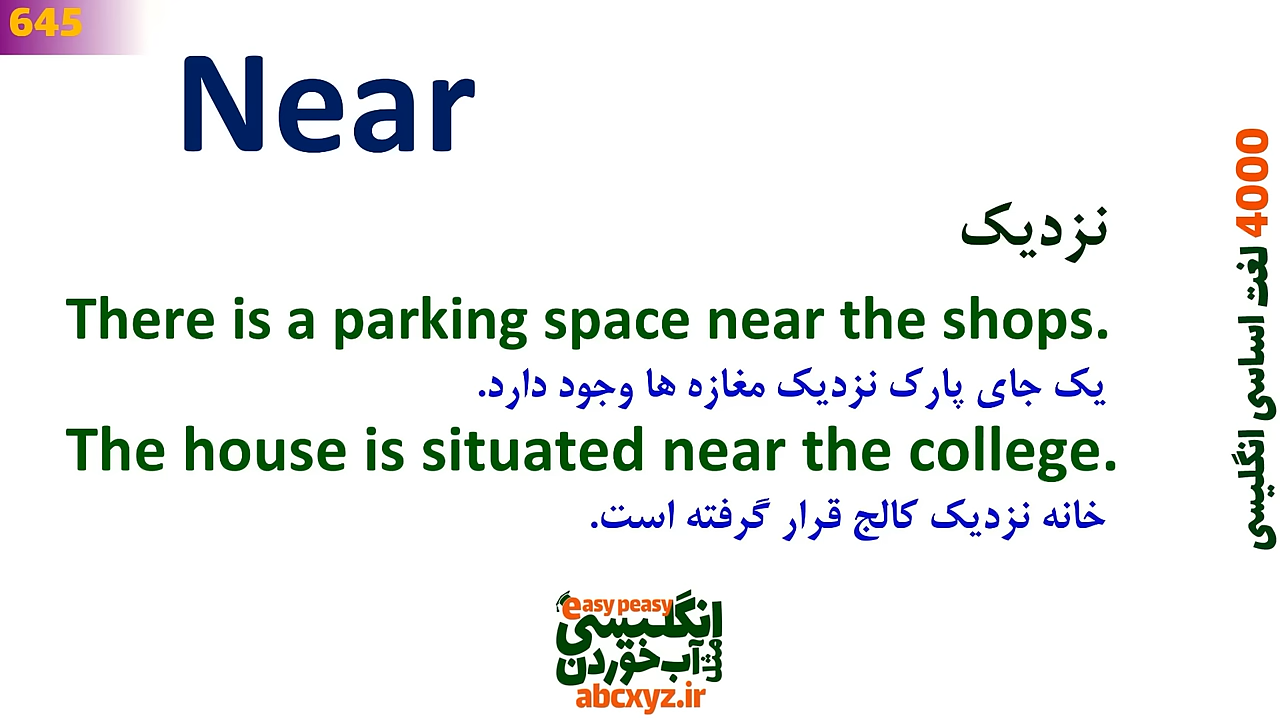 645
Near
نزدیک
There is a parking space near the shops.
یک جای پارک نزدیک مغازه ها وجود دارد.
The house is situated near the college.
خانه نزدیک کالج قرار گرفته است.
4000 لغت اساسی انگلیسی
easy peasy
انگلیسی
مثل آب خوردن
abcxyz.ir